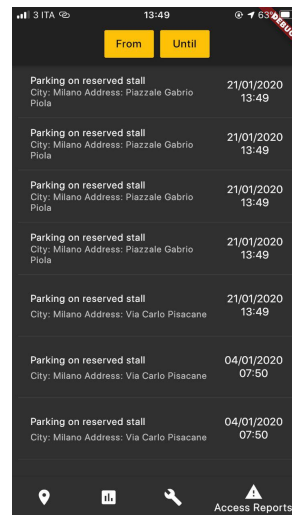 3 ITA
13:49
63%
DEBUG
From
Until
Parking on reserved stall
City: Milano Address: Piazzale Gabrio
Piola
21/01/2020
13:49
Parking on reserved stall
City: Milano Address: Piazzale Gabrio
Piola
21/01/2020
13:49
Parking on reserved stall
City: Milano Address: Piazzale Gabrio
Piola
21/01/2020
13:49
Parking on reserved stall
City: Milano Address: Piazzale Gabrio
Piola
21/01/2020
13:49
Parking on reserved stall
City: Milano Address: Via Carlo Pisacane
21/01/2020
13:49
Parking on reserved stall
City: Milano Address: Via Carlo Pisacane
04/01/2020
07:50
Parking on reserved stall
City: Milano Address: Via Carlo Pisacane
04/01/2020
07:50
Access Reports